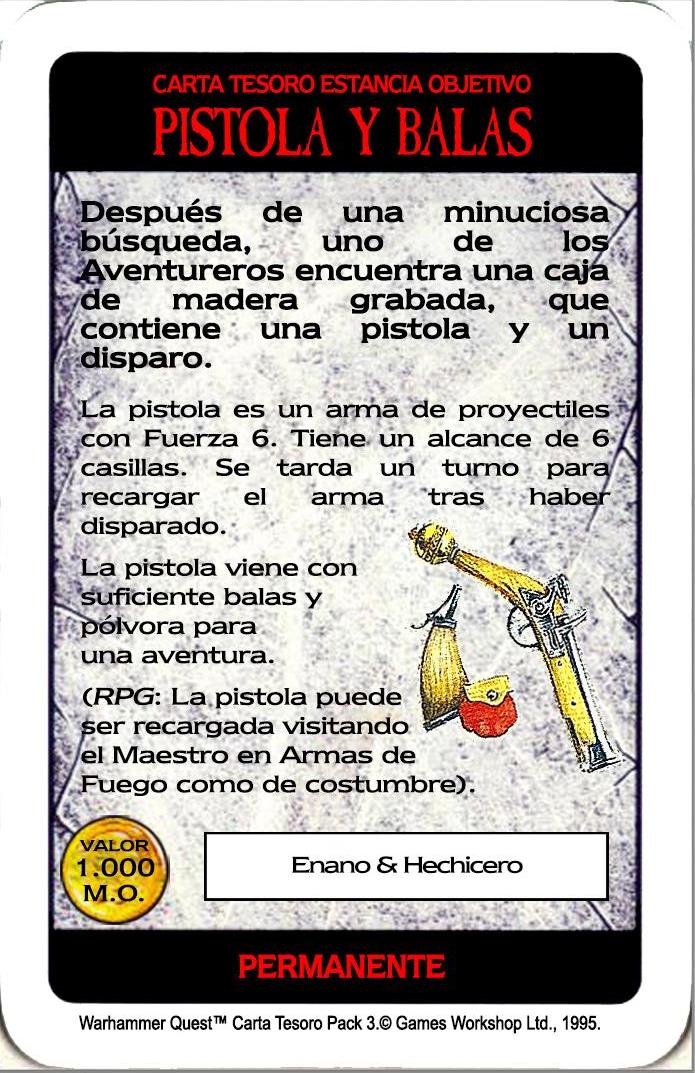 CARTA TESORO ESTANCIA OBJETIVO
PISTOLA Y BALAS
Después de una minuciosa
búsqueda, uno de los
Aventureros encuentra una caja
de madera grabada, que
contiene una pistola y un
disparo.
La pistola es un arma de proyectiles
con Fuerza 6. Tiene un alcance de 6
casillas. Se tarda un turno para
recargar el arma tras haber
disparado.
La pistola viene con
suficiente balas y
pólvora para
una aventura.
(RPG: La pistola puede
ser recargada visitando
el Maestro en Armas de
Fuego como de costumbre).
VALOR
1.000
M.O.
Enano & Hechicero
PERMANENTE
Warhammer Quest™ Carta Tesoro Pack 3.© Games Workshop Ltd., 1995.